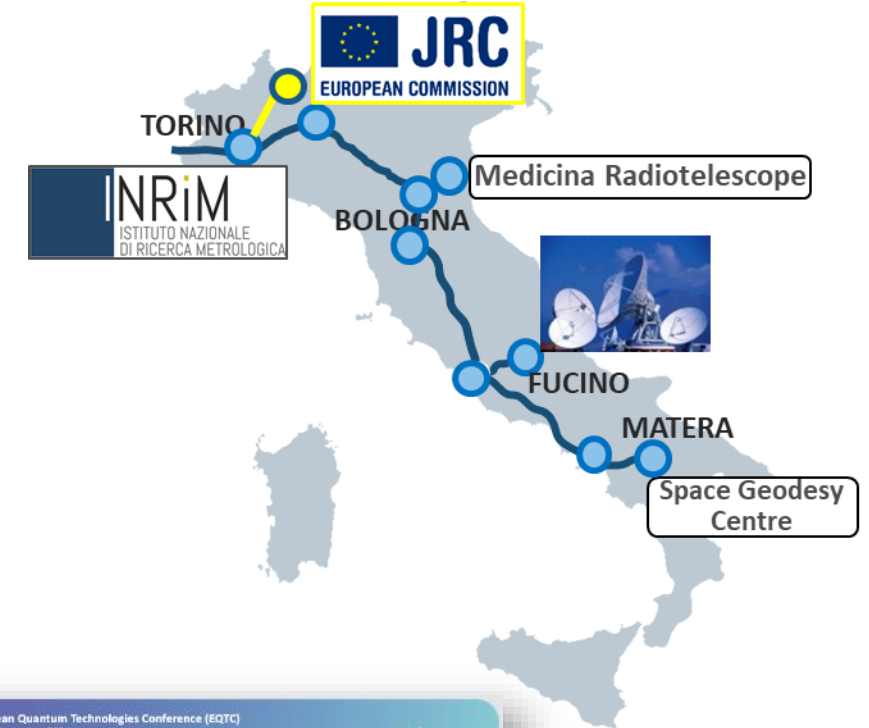 JRC
EUROPEAN COMMISSION
TORINO
INRiM
ISTITUTO NAZIONALE
DI RICERCA METROLOGICA
Medicina Radiotelescope
BOLOGNA
FUCINO
MATERA
Space Geodesy
Centre
an Quantum Technologies Conference (EQTC)